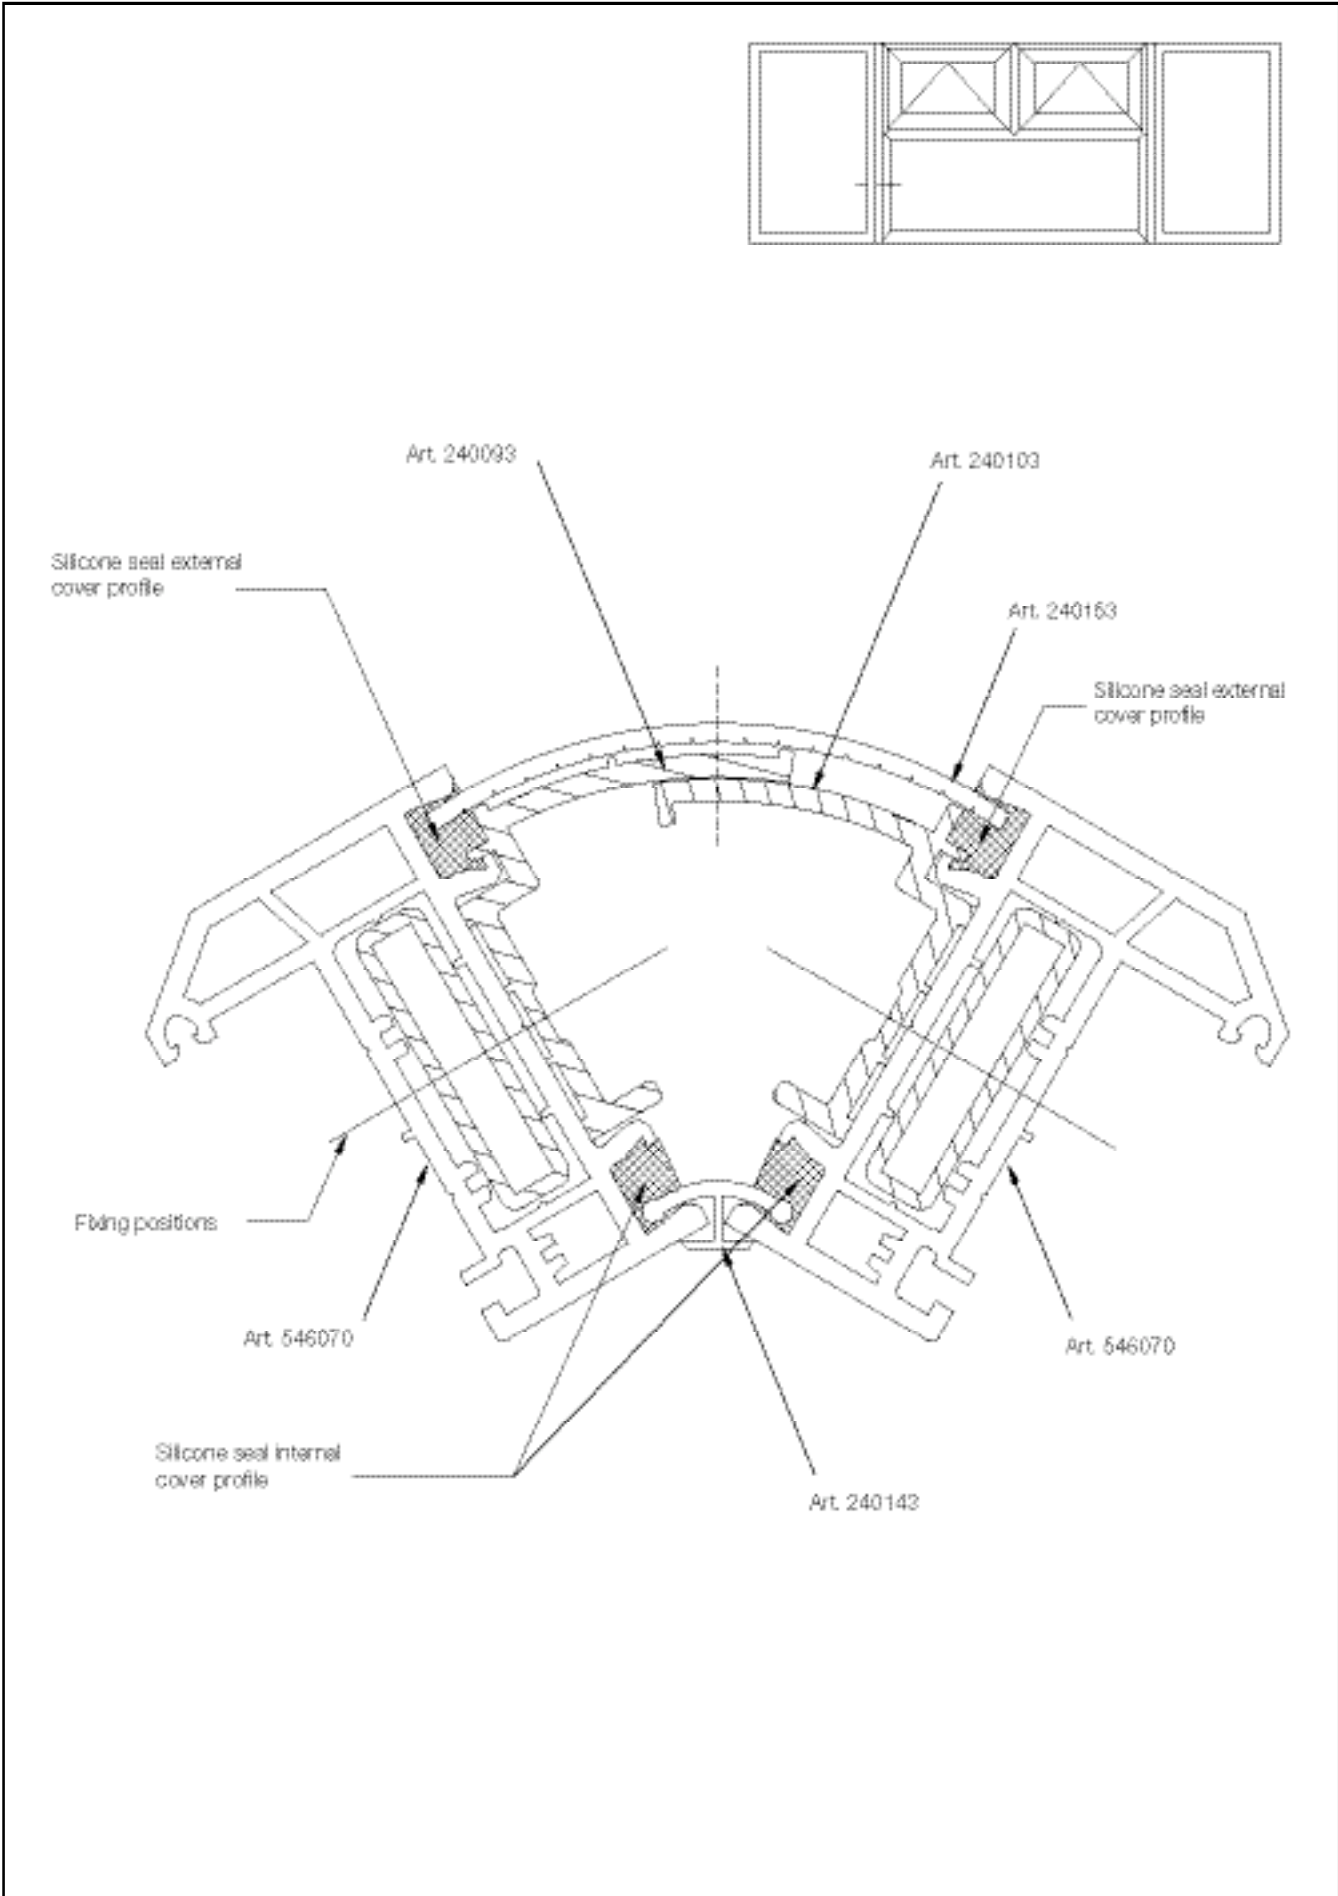 Art. 240093
Art. 240103
Silicone seal external
cover profile
Art. 240153
Silicone seal external
cover profile
Fixing positions
Art. 546070
Art. 546070
Silicone seal internal
cover profile
Art. 240143